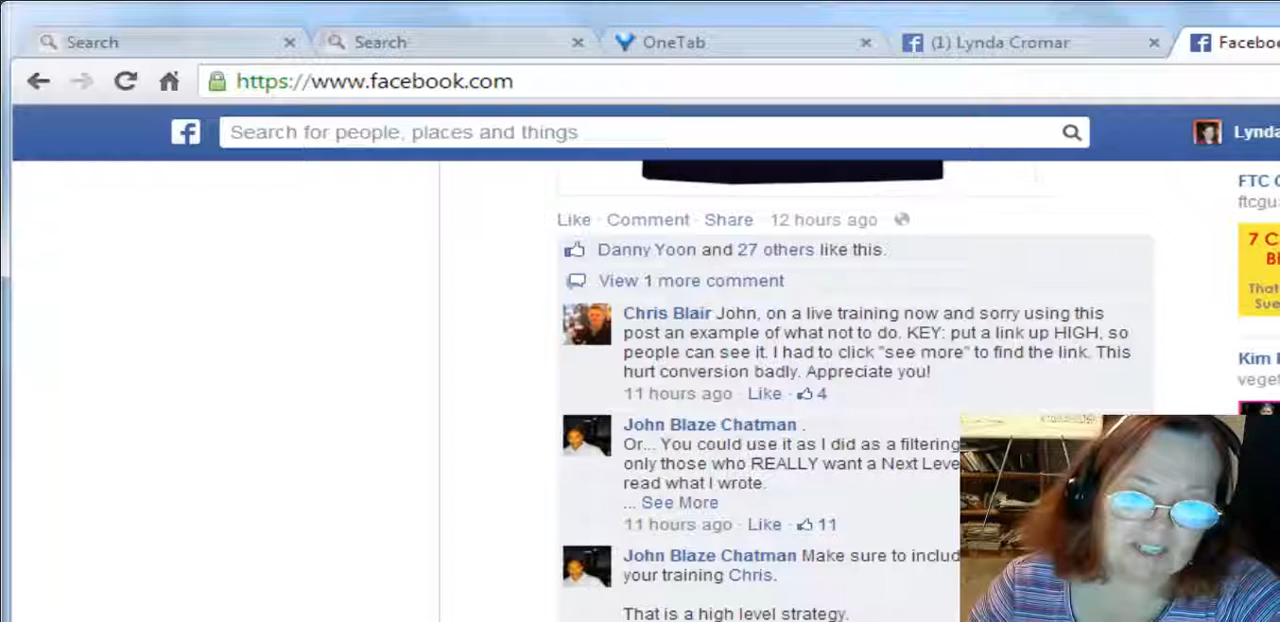 Search
Search
OneTab
(1) Lynda Cromar
https://www.facebook.com
Search for people, places and things
Like · Comment · Share · 12 hours ago
FTC
7 C
Danny Yoon and 27 others like this.
View 1 more comment
That
Sue
Chris Blair John, on a live training now and sorry using this
post an example of what not to do. KEY: put a link up HIGH, so
people can see it. I had to click "see more" to find the link. This
hurt conversion badly. Appreciate you!
Kim
11 hours ago · Like · 4
John Blaze Chatman .
Or... You could use it as I did as a filtering
only those who REALLY want a Next Leve
read what I wrote.
... See More
11 hours ago · Like · 11
John Blaze Chatman Make sure to includ
your training Chris.
That is a high level strategy.